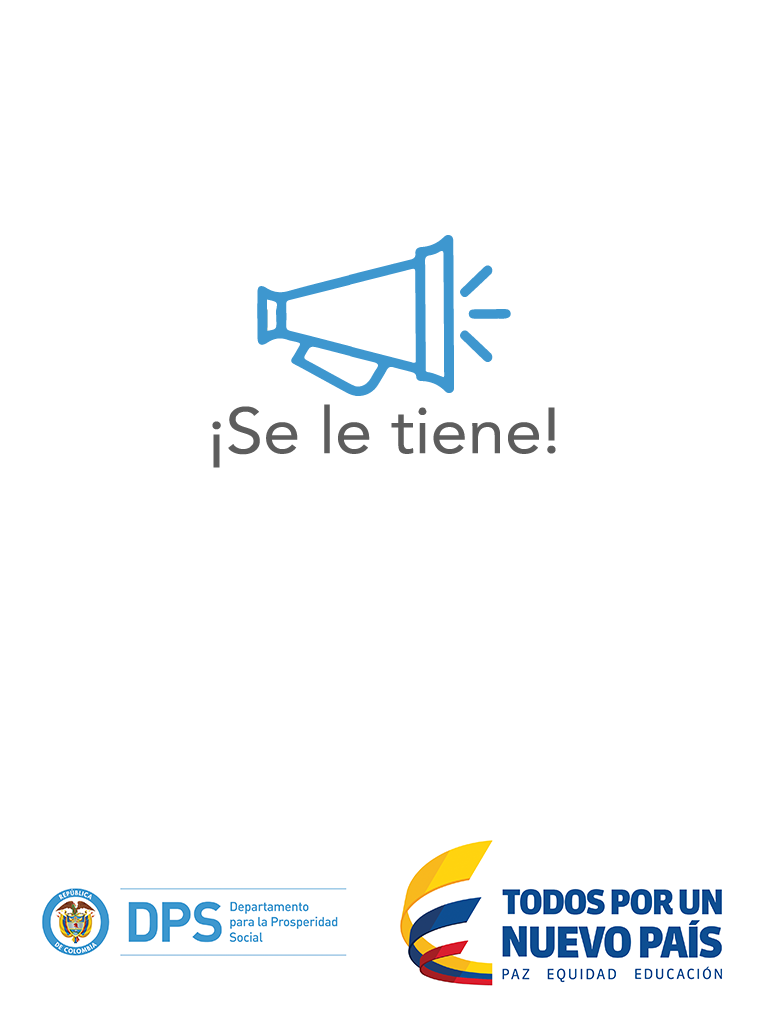 ¡Se le tiene!
REPÚBLICA
DE COLOMBIA
DPS
Departamento
para la Prosperidad
Social
TODOS POR UN
NUEVO PAÍS
PAZ EQUIDAD EDUCACIÓN